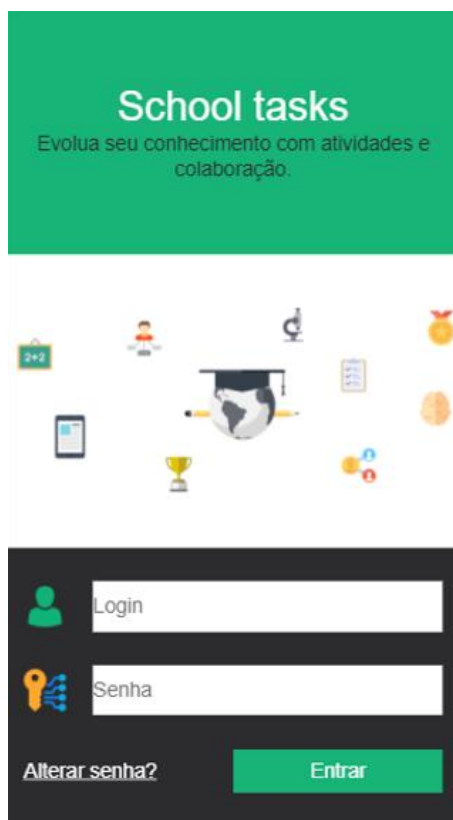 School tasks
Evolua seu conhecimento com atividades e
colaboração.
2+2
Login
Senha
Alterar senha?
Entrar